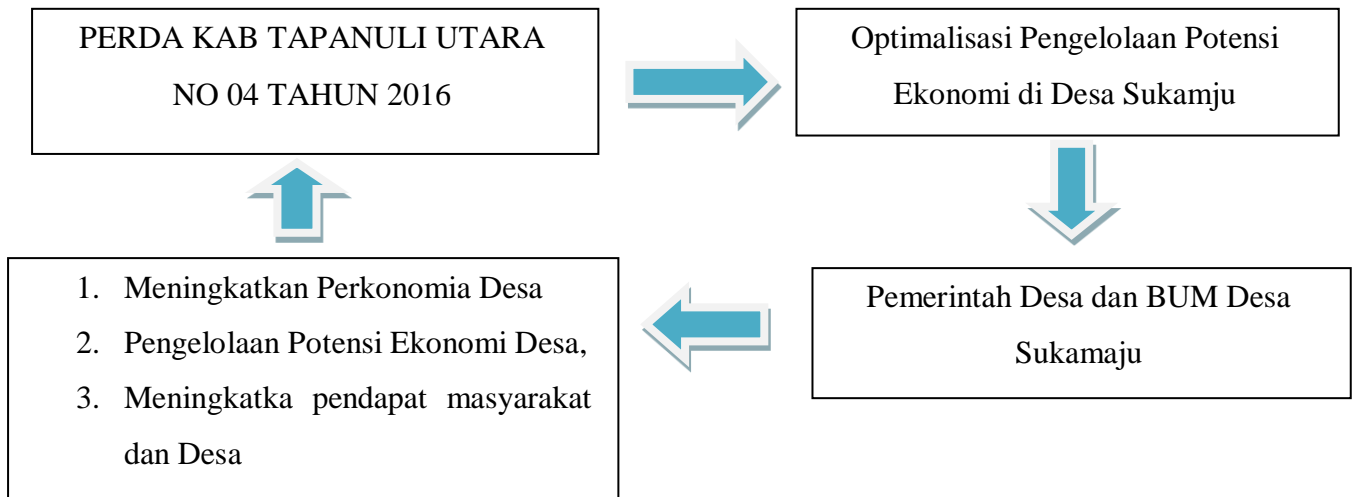 PERDA KAB TAPANULI UTARA
NO 04 TAHUN 2016
Optimalisasi Pengelolaan Potensi
Ekonomi di Desa Sukamju
Pemerintah Desa dan BUM Desa
Sukamaju
1. Meningkatkan Perkonomia Desa
2. Pengelolaan Potensi Ekonomi Desa,
3. Meningkatka pendapat masyarakat
dan Desa